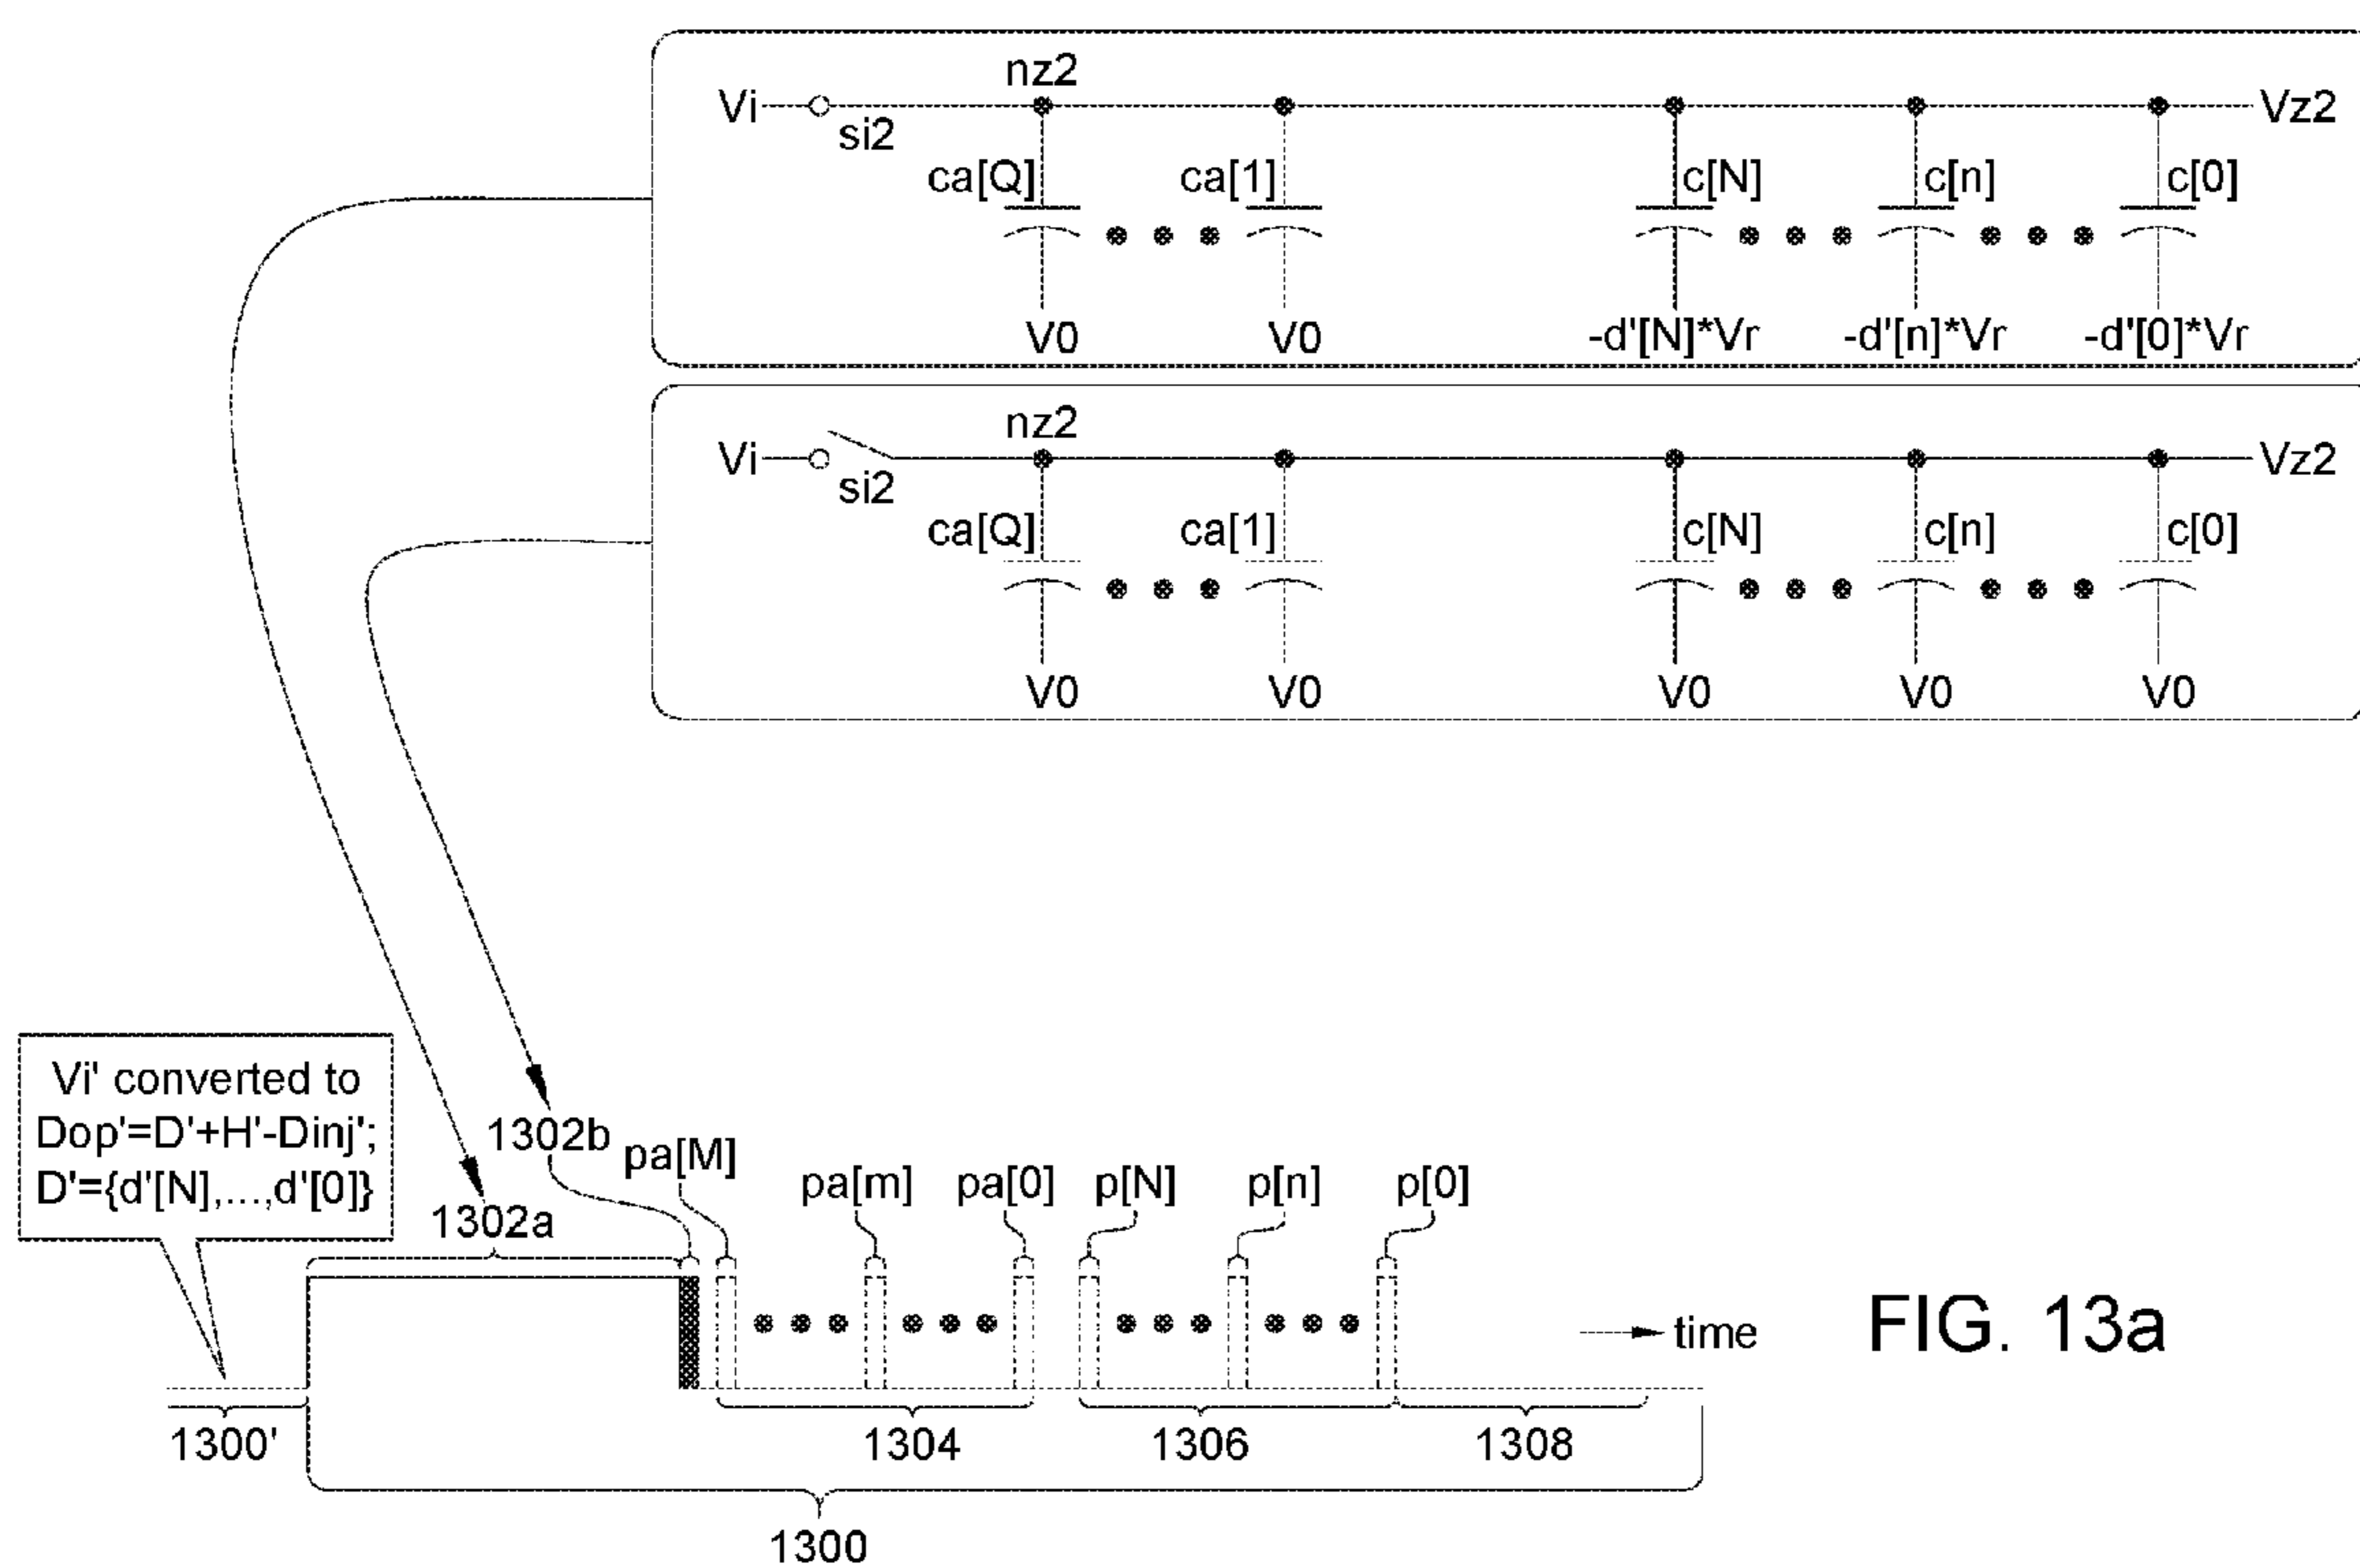 nz2
Vi
si2
Vz2
ca[Q]
ca[1]
c[N]
c[n]
c[0]
V0
V0
-d'[N]*Vr
-d'[n]*Vr
-d'[0]*Vr
nz2
Vi
si2
Vz2
ca[Q]
ca[1]
c[N]
c[n]
c[0]
V0
V0
V0
V0
V0
Vi' converted to
Dop'=D'+H'-Dinj';
D'={d'[N],...,d'[0]}
1302b
1302a
pa[M]
pa[m]
pa[0]
p[N]
p[n]
p[0]
time
FIG. 13a
1300'
1304
1306
1308
1300